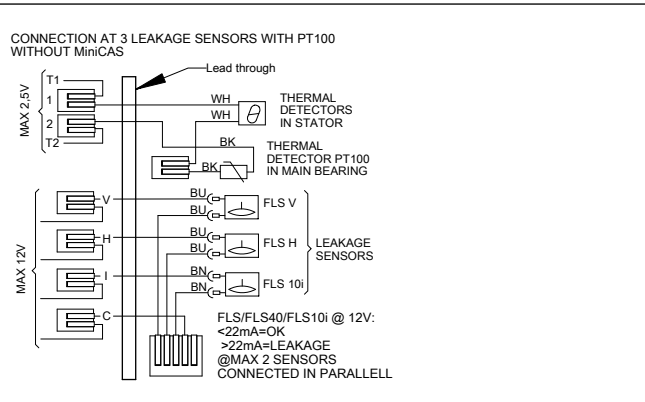 CONNECTION AT 3 LEAKAGE SENSORS WITH PT100
WITHOUT MiniCAS
Lead through
MAX 2,5V
T1
1
2
T2
WH
WH
THERMAL
DETECTORS
IN STATOR
BK
BK
THERMAL
DETECTOR PT100
IN MAIN BEARING
MAX 12V
V
BU
BU
FLS V
H
BU
BU
FLS H
I
BN
BN
FLS 10i
LEAKAGE
SENSORS
C
FLS/FLS40/FLS10i @ 12V:
<22mA=OK
>22mA=LEAKAGE
@MAX 2 SENSORS
CONNECTED IN PARALLELL